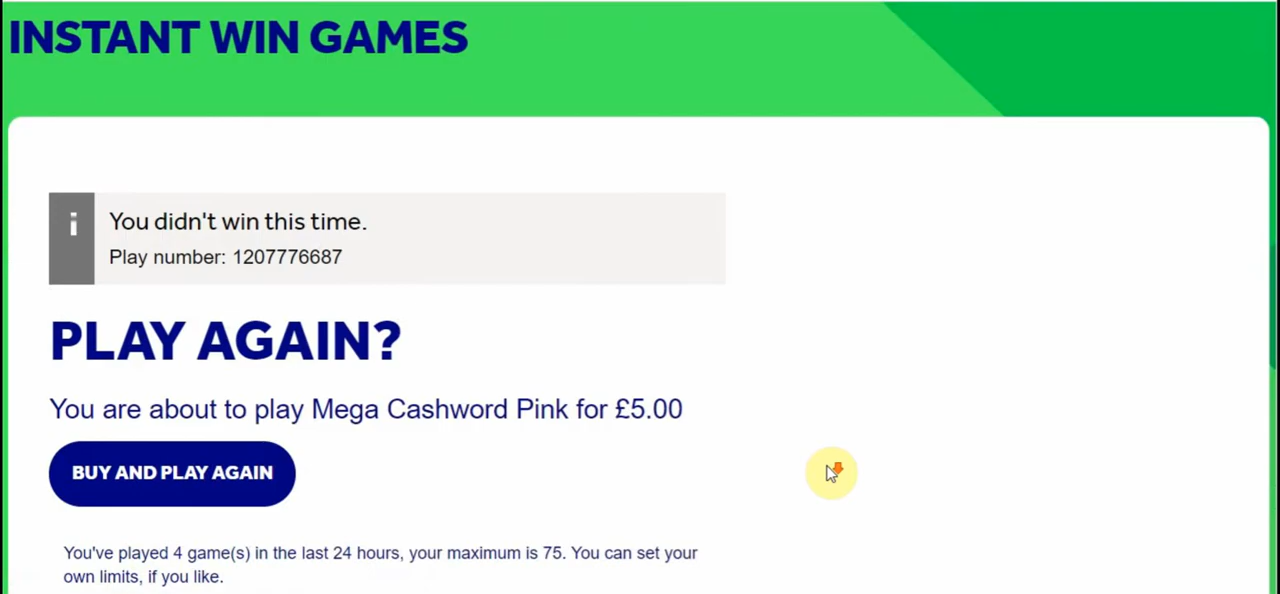 INSTANT WIN GAMES
i
You didn't win this time.
Play number: 1207776687
PLAY AGAIN?
You are about to play Mega Cashword Pink for £5.00
BUY AND PLAY AGAIN
You've played 4 game(s) in the last 24 hours, your maximum is 75. You can set your
own limits, if you like.